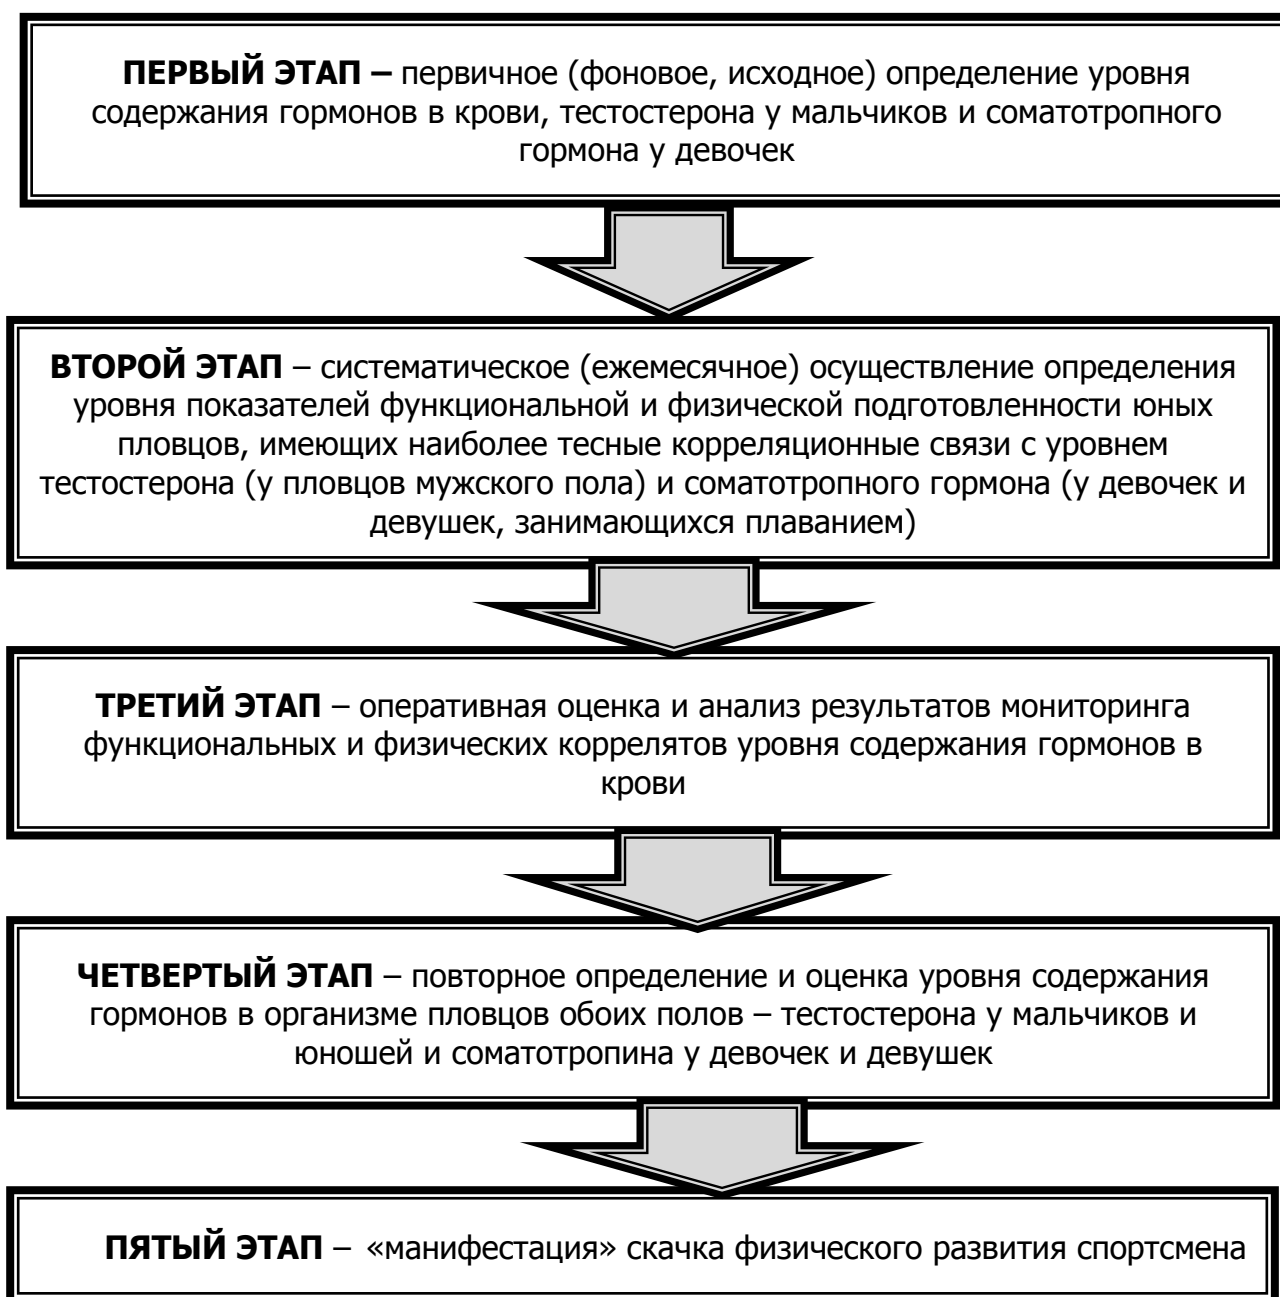 ПЕРВЫЙ ЭТАП – первичное (фоновое, исходное) определение уровня
содержания гормонов в крови, тестостерона у мальчиков и соматотропного
гормона у девочек
ВТОРОЙ ЭТАП – систематическое (ежемесячное) осуществление определения
уровня показателей функциональной и физической подготовленности юных
пловцов, имеющих наиболее тесные корреляционные связи с уровнем
тестостерона (у пловцов мужского пола) и соматотропного гормона (у девочек и
девушек, занимающихся плаванием)
ТРЕТИЙ ЭТАП – оперативная оценка и анализ результатов мониторинга
функциональных и физических коррелятов уровня содержания гормонов в
крови
ЧЕТВЕРТЫЙ ЭТАП – повторное определение и оценка уровня содержания
гормонов в организме пловцов обоих полов – тестостерона у мальчиков и
юношей и соматотропина у девочек и девушек
ПЯТЫЙ ЭТАП – «манифестация» скачка физического развития спортсмена